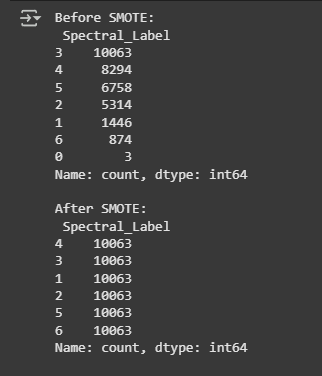 Before SMOTE:
Spectral_Label
3    10063
4     8294
5     6758
2     5314
1     1446
6      874
0        3
Name: count, dtype: int64

After SMOTE:
Spectral_Label
4    10063
3    10063
1    10063
2    10063
5    10063
6    10063
Name: count, dtype: int64